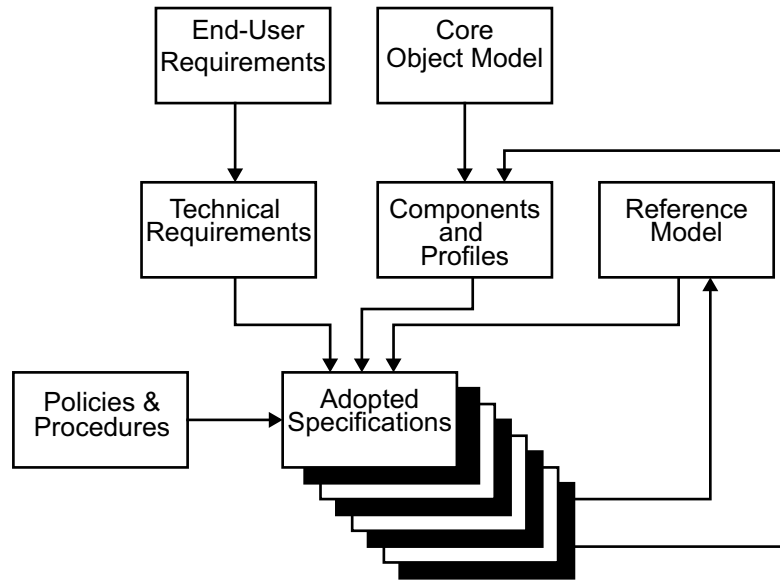 End-User
Requirements
Core
Object Model
Technical
Requirements
Components
and
Profiles
Reference
Model
Policies &
Procedures
Adopted
Specifications